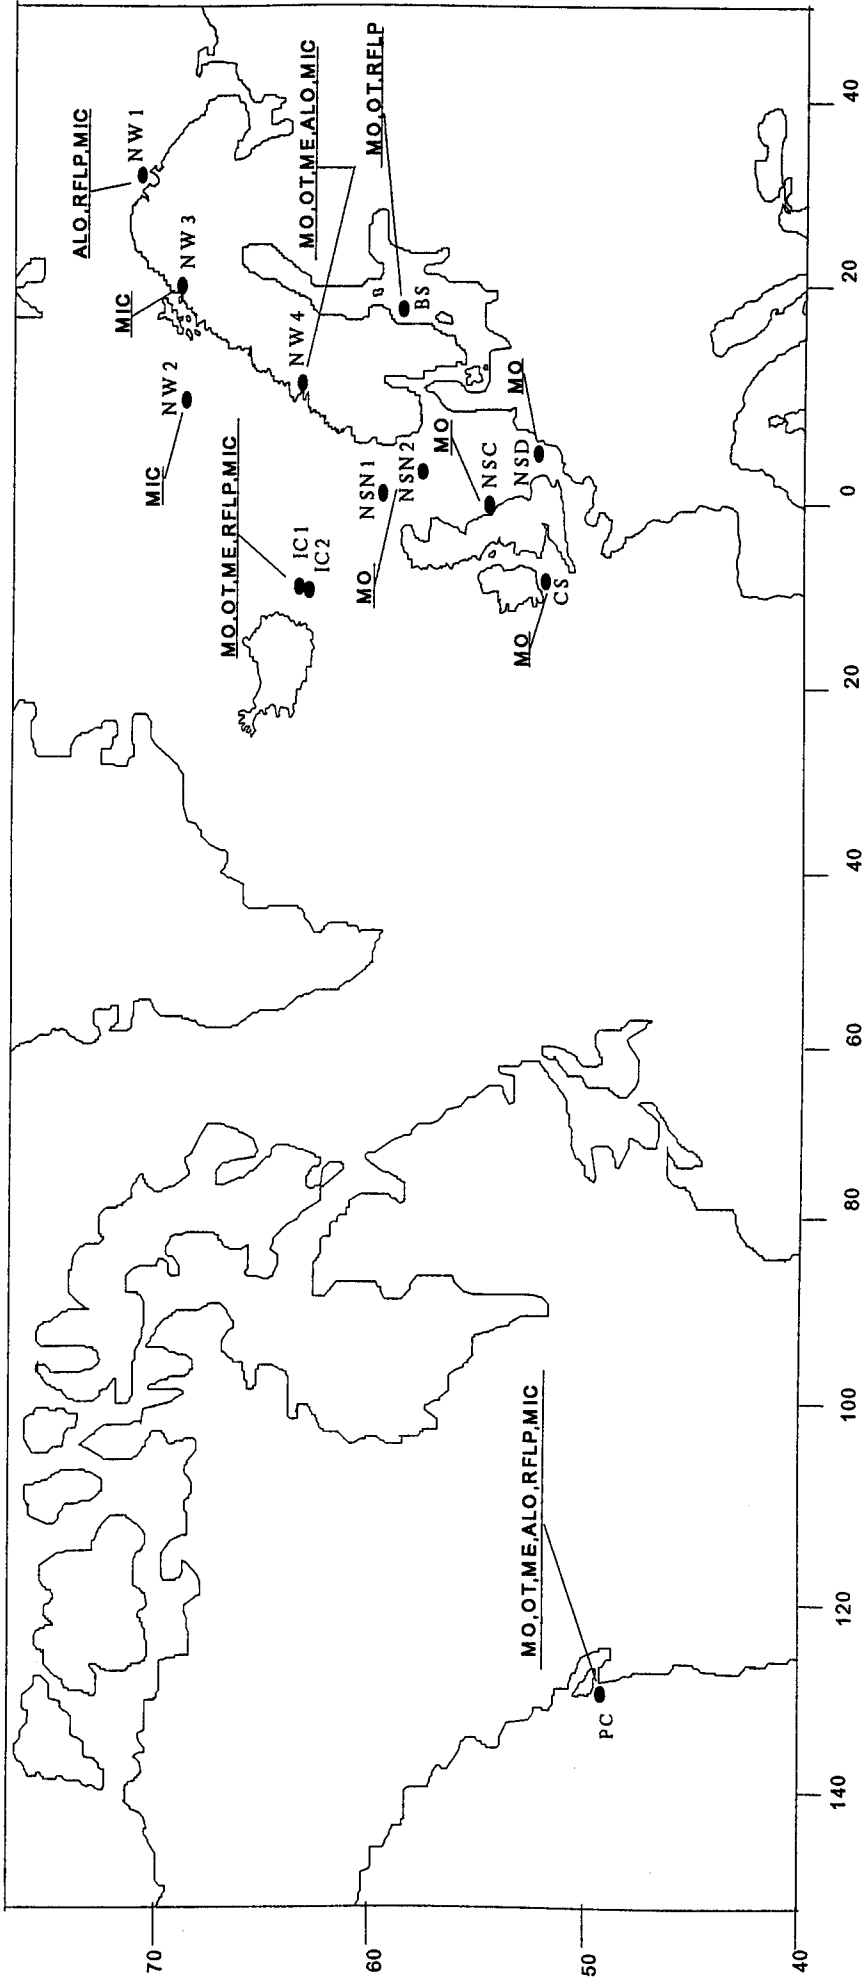 ALO,RFLP,MIC
NW1
MIC
NW3
MIC
NW2
MO,OT,ME,ALO,MIC
NW4
MO,OT,RFLP
BS
MO,OT,ME,RFLP,MIC
IC1
IC2
NSN1
NSN2
MO
MO
NSC
MO
NSD
MO
CS
MO,OT,ME,ALO,RFLP,MIC
PC
70
60
50
40
140
120
100
80
60
40
20
0
20
40